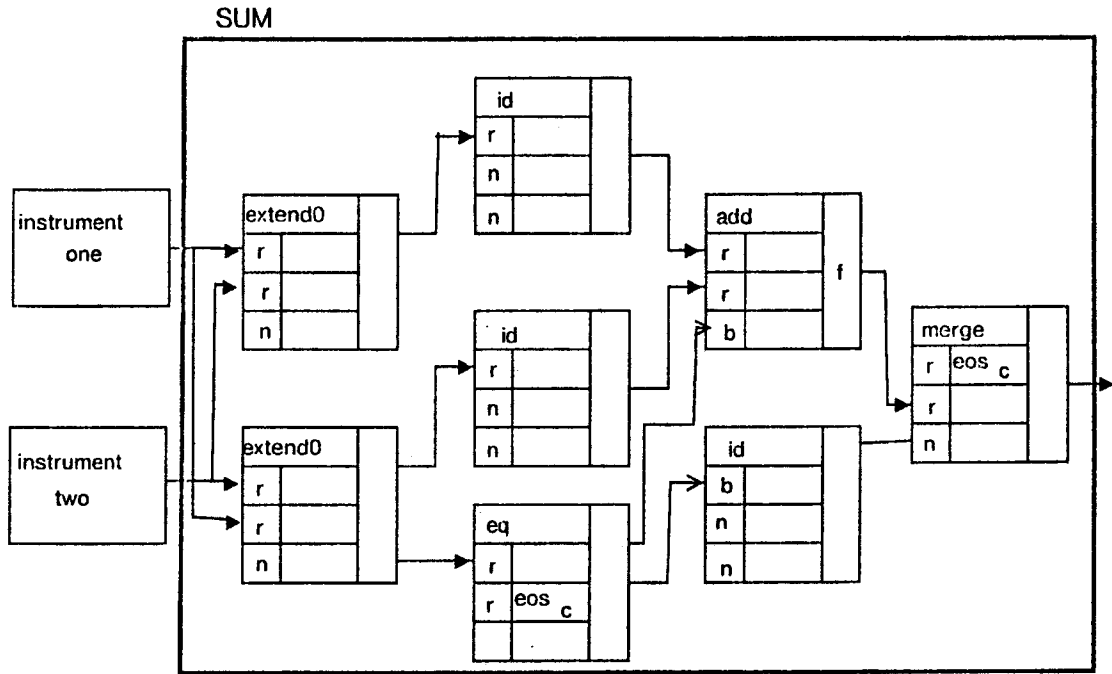 SUM
instrument
one
instrument
two
extend0
r
r
n
extend0
r
r
n
id
r
n
n
id
r
n
n
eq
r
r eos c
add
r
r
b
f
id
b
n
n
merge
r eos c
r
n